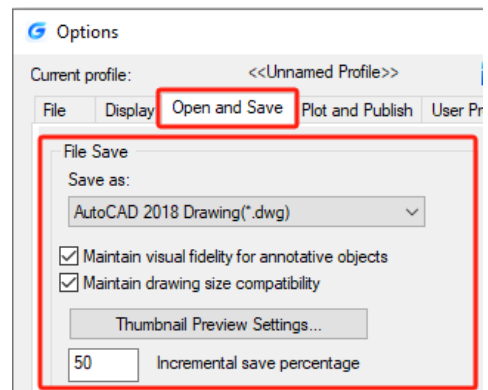 Options
Current profile: <<Unnamed Profile>>
File Display Open and Save Plot and Publish User Pr
File Save
Save as:
AutoCAD 2018 Drawing(*.dwg)
Maintain visual fidelity for annotative objects
Maintain drawing size compatibility
Thumbnail Preview Settings...
50 Incremental save percentage